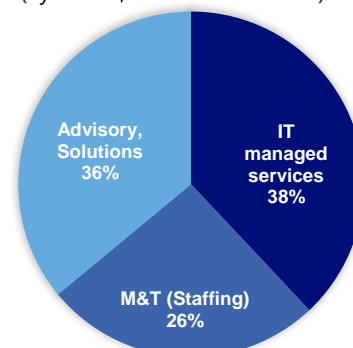 Advisory,
Solutions
36%
IT
managed
services
38%
M&T (Staffing)
26%